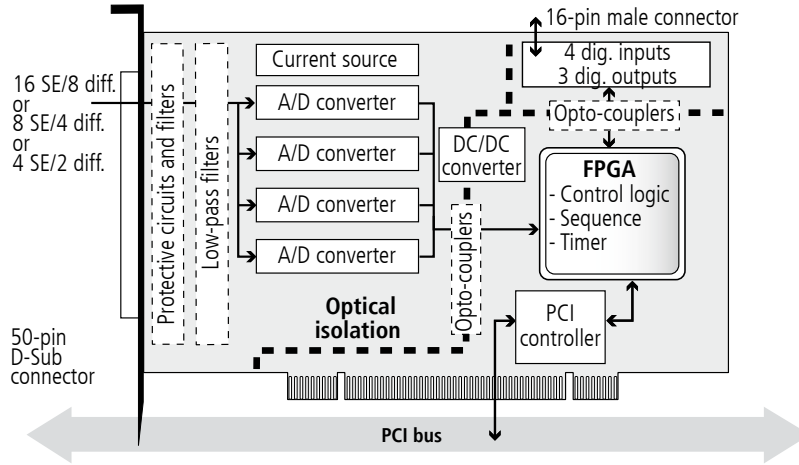 16-pin male connector
4 dig. inputs
3 dig. outputs
Current source
16 SE/8 diff.
or
8 SE/4 diff.
or
4 SE/2 diff.
Protective circuits and filters
Low-pass filters
A/D converter
A/D converter
A/D converter
A/D converter
DC/DC
converter
Opto-couplers
Opto-couplers
FPGA
- Control logic
- Sequence
- Timer
Optical
isolation
PCI
controller
50-pin
D-Sub
connector
PCI bus